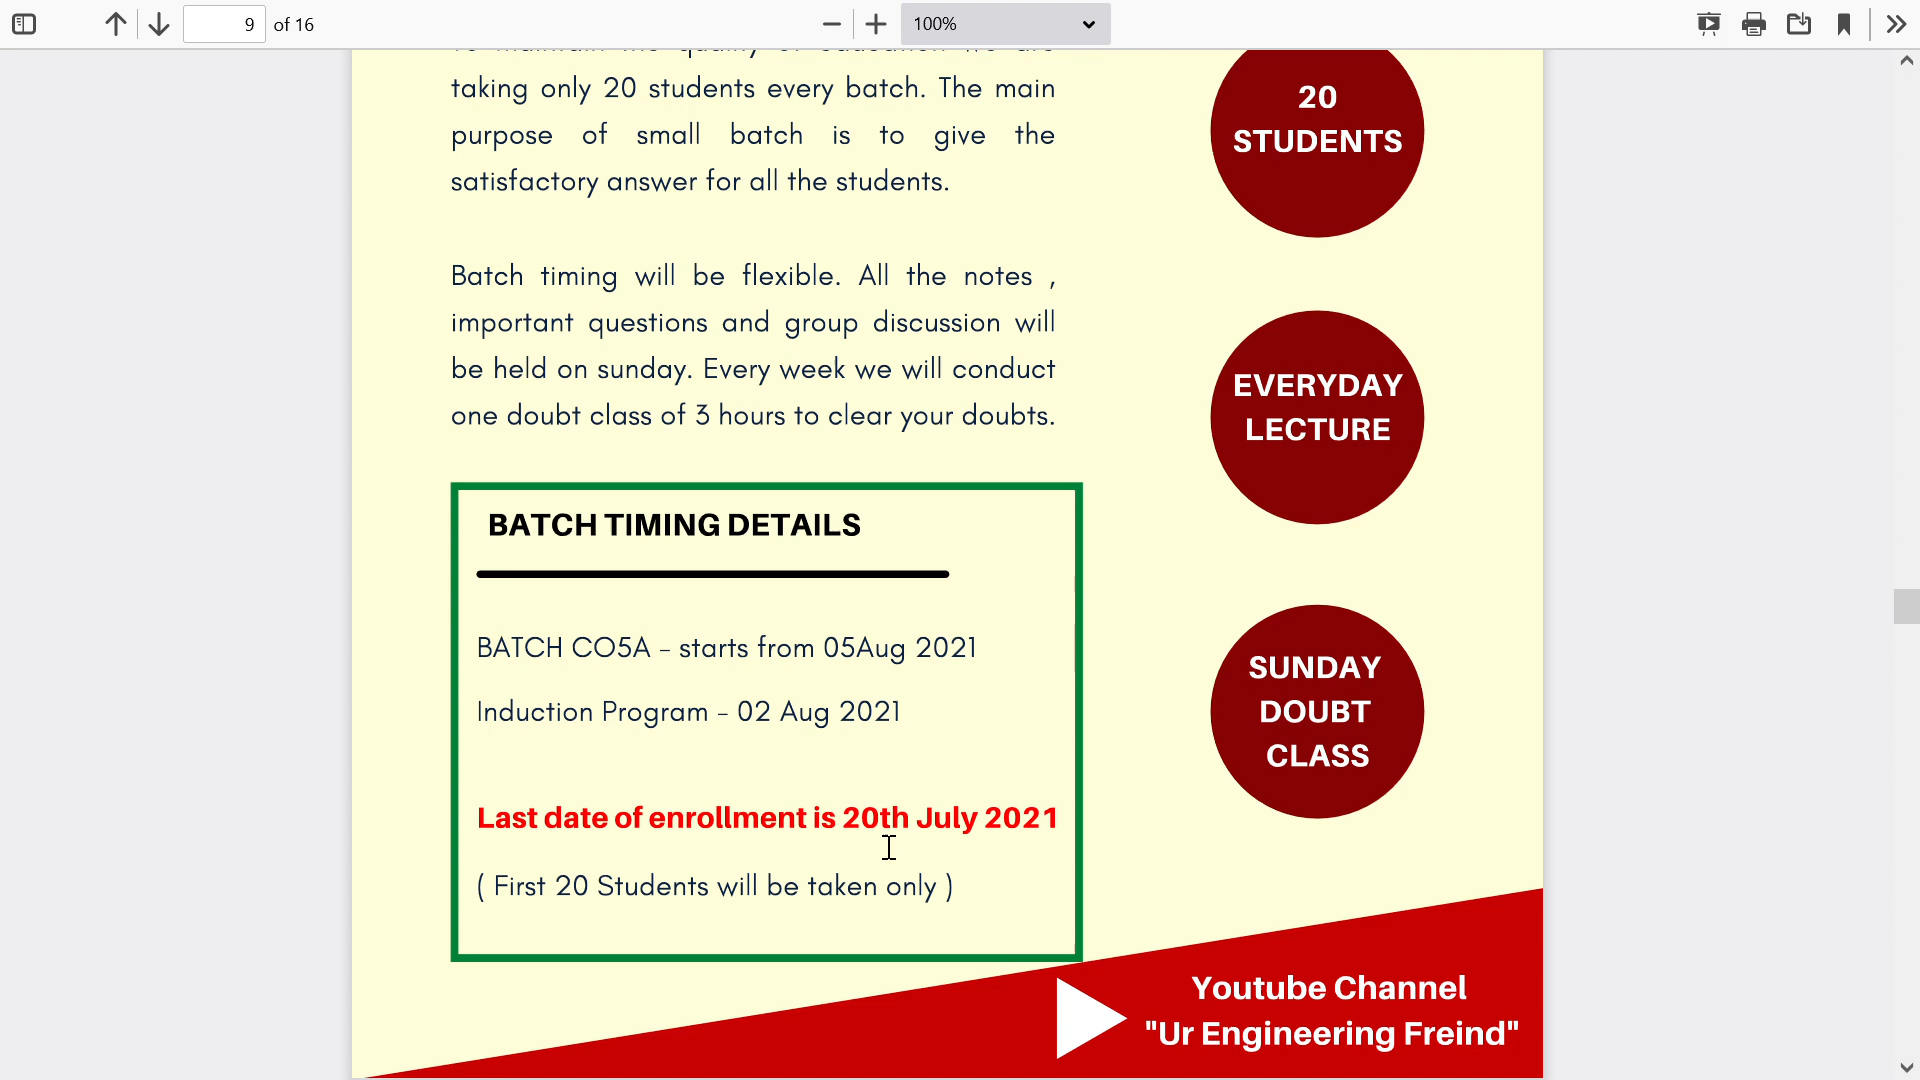 9 of 16
100%
taking only 20 students every batch. The main
purpose of small batch is to give the
satisfactory answer for all the students.
Batch timing will be flexible. All the notes ,
important questions and group discussion will
be held on sunday. Every week we will conduct
one doubt class of 3 hours to clear your doubts.
BATCH TIMING DETAILS
BATCH CO5A - starts from 05Aug 2021
Induction Program - 02 Aug 2021
Last date of enrollment is 20th July 2021
( First 20 Students will be taken only )
20
STUDENTS
EVERYDAY
LECTURE
SUNDAY
DOUBT
CLASS
Youtube Channel
"Ur Engineering Freind"